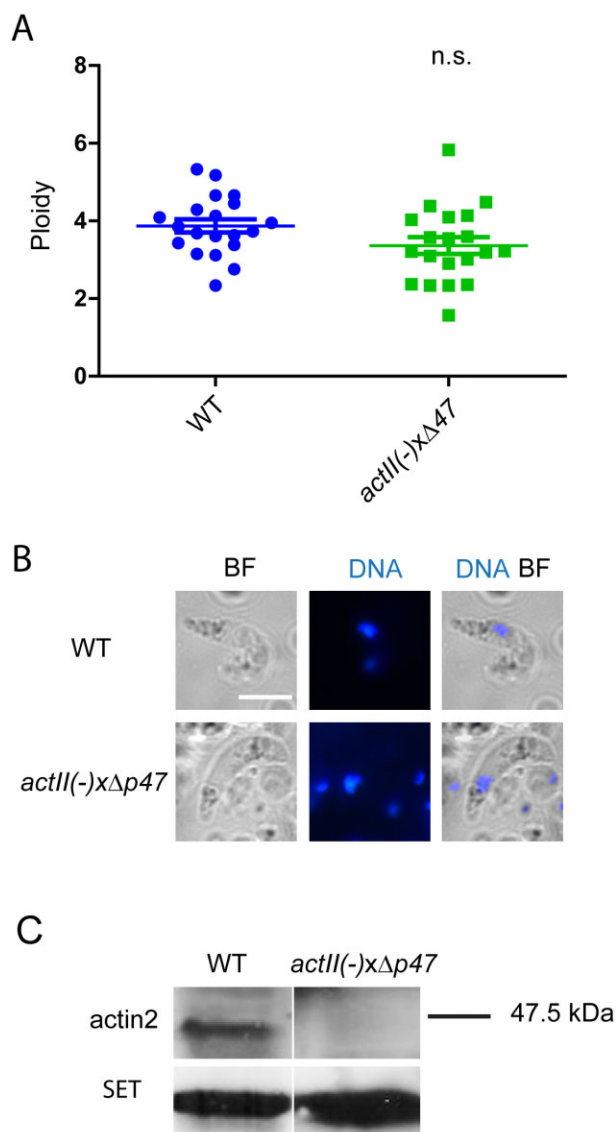 A
n.s.
8
6
4
2
0
Ploidy
WT
actII(-)xΔ47
B
BF DNA DNA BF
WT
actII(-)xΔp47
C
WT actII(-)xΔp47
actin2 47.5 kDa
SET